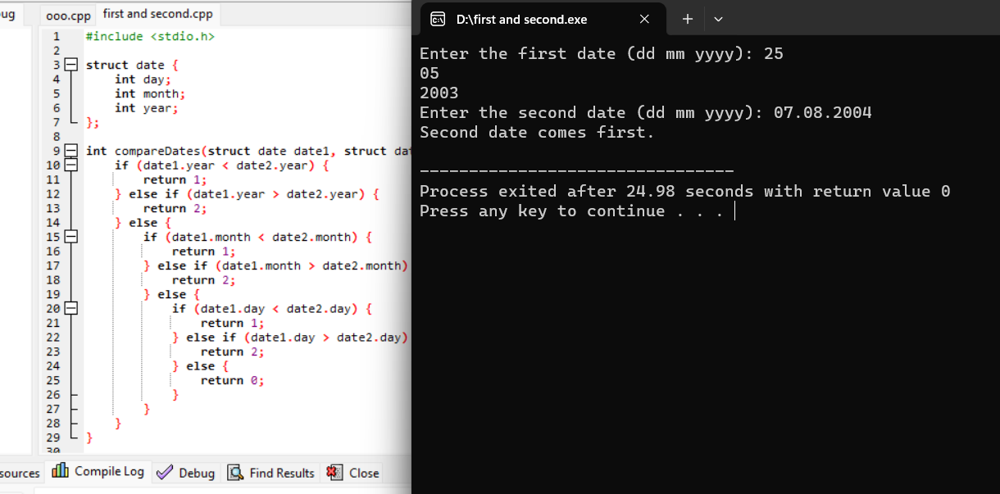 ug
ooo.cpp
first and second.cpp
1 #include <stdio.h>
2
3 struct date {
4 int day;
5 int month;
6 int year;
7 };
8
9 int compareDates(struct date date1, struct dat
10 if (date1.year < date2.year) {
11 return 1;
12 } else if (date1.year > date2.year) {
13 return 2;
14 } else {
15 if (date1.month < date2.month) {
16 return 1;
17 } else if (date1.month > date2.month)
18 return 2;
19 } else {
20 if (date1.day < date2.day) {
21 return 1;
22 } else if (date1.day > date2.day)
23 return 2;
24 } else {
25 return 0;
26 }
27 }
28 }
29 }
30
sources
Compile Log
Debug
Find Results
Close
D:\first and second.exe
Enter the first date (dd mm yyyy): 25
05
2003
Enter the second date (dd mm yyyy): 07.08.2004
Second date comes first.
--------------------------------
Process exited after 24.98 seconds with return value 0
Press any key to continue . . .